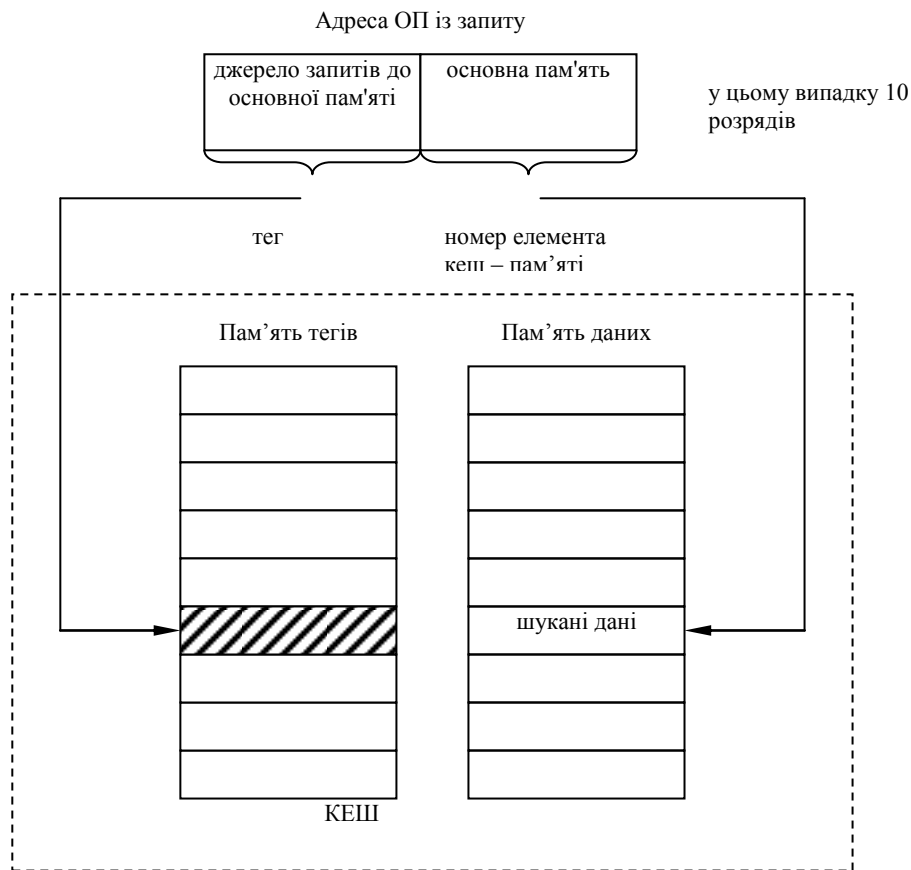 Адреса ОП із запиту
джерело запитів до
основної пам'яті
основна пам'ять
у цьому випадку 10
розрядів
тег
номер елемента
кеш – пам’яті
Пам’ять тегів
Пам’ять даних
шукані дані
КЕШ